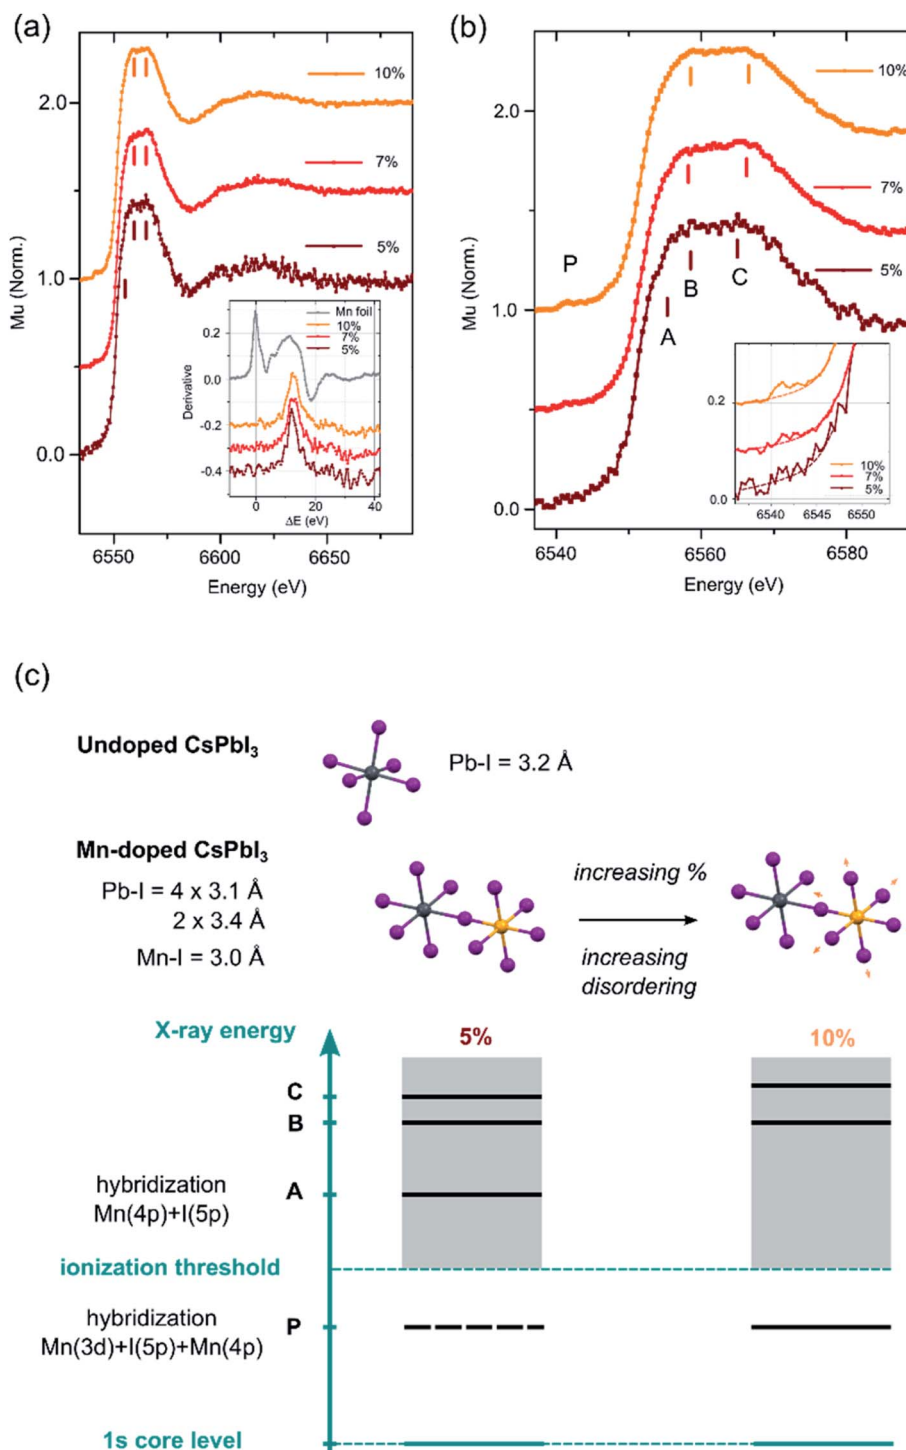 (a)
10%
2.0
7%
5%
1.0
0.0
Mu (Norm.)
Mn foil
10%
7%
5%
0.2
0.0
-0.2
-0.4
Derivative
0 20 40
ΔE (eV)
6550 6600 6650
Energy (eV)
(b)
10%
2.0
7%
5%
P
1.0
B
C
A
0.0
Mu (Norm.)
0.2
0.0
10%
7%
5%
6540 6545 6550
6540 6560 6580
Energy (eV)
(c)
Undoped CsPbI₃
Pb-I = 3.2 Å
Mn-doped CsPbI₃
Pb-I = 4 x 3.1 Å
2 x 3.4 Å
Mn-I = 3.0 Å
increasing %
increasing
disordering
X-ray energy
5%
10%
C
B
A
hybridization
Mn(4p)+I(5p)
ionization threshold
hybridization
Mn(3d)+I(5p)+Mn(4p)
P
1s core level